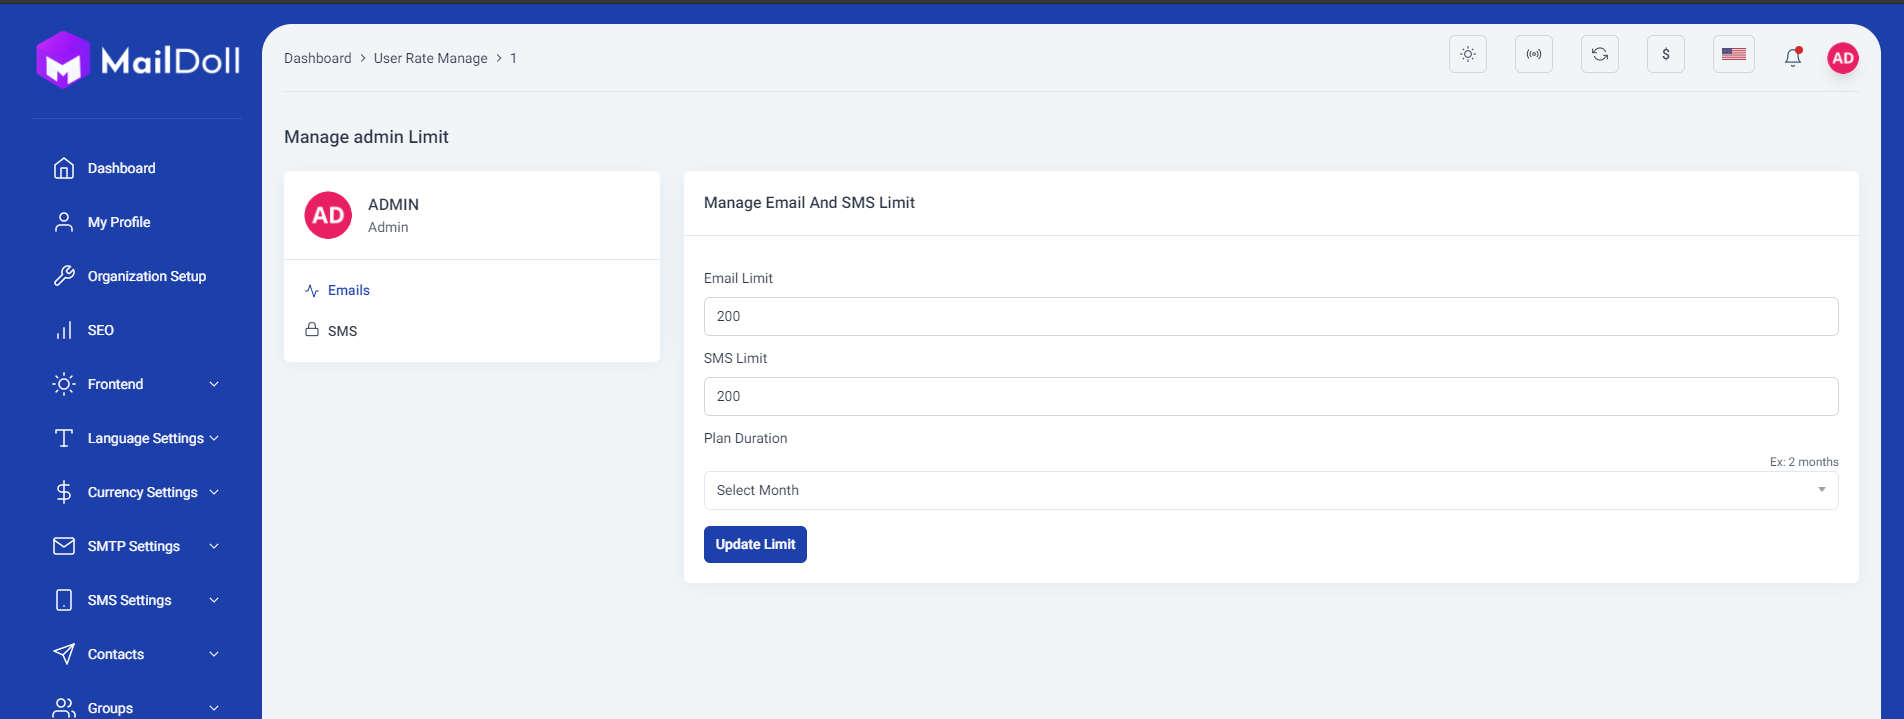 MailDoll
Dashboard
My Profile
Organization Setup
SEO
Frontend
Language Settings
Currency Settings
SMTP Settings
SMS Settings
Contacts
Groups
Dashboard > User Rate Manage > 1
$
AD
Manage admin Limit
AD
ADMIN
Admin
Emails
SMS
Manage Email And SMS Limit
Email Limit
200
SMS Limit
200
Plan Duration
Ex: 2 months
Select Month
Update Limit